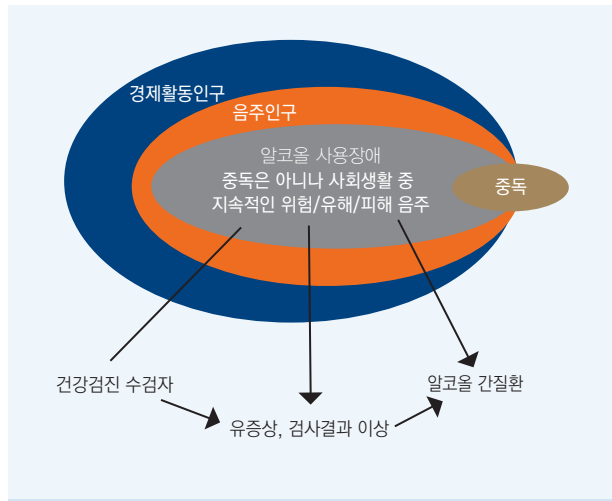 경제활동인구
음주인구
알코올 사용장애
중독은 아니나 사회생활 중
지속적인 위험/유해/피해 음주
중독
건강검진 수검자
알코올 간질환
유증상, 검사결과 이상